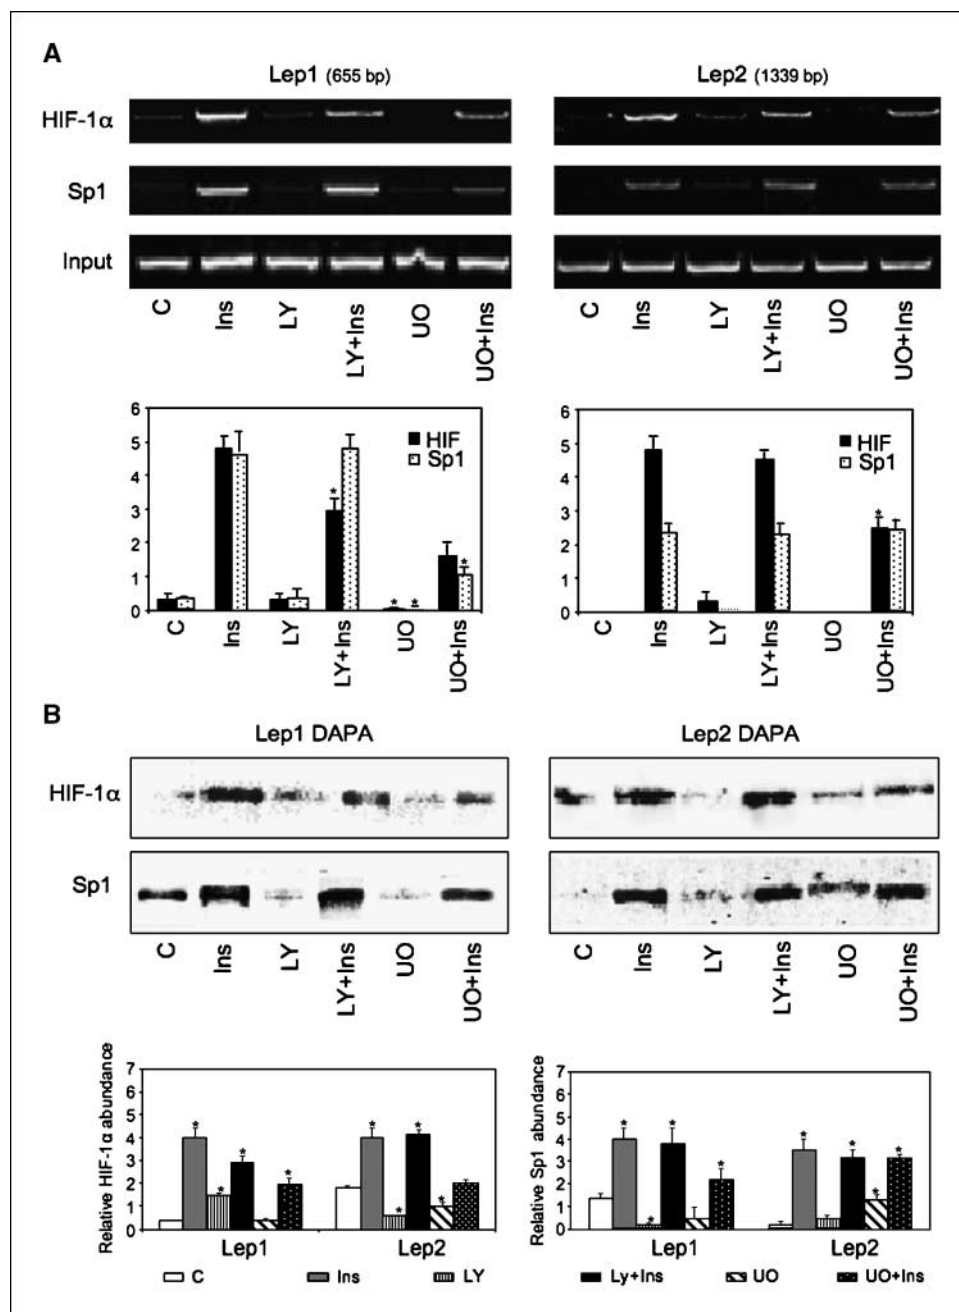 A
Lep1 (655 bp) Lep2 (1339 bp)
HIF-1α
Sp1
Input
C Ins LY LY+Ins UO UO+Ins C Ins LY LY+Ins UO UO+Ins
6 6
5 HIF 5 HIF
Sp1 Sp1
4 4
3 * 3 *
2 2
1 * 1
0 * * 0
C Ins LY LY+Ins UO UO+Ins C Ins LY LY+Ins UO UO+Ins
B
Lep1 DAPA Lep2 DAPA
HIF-1α
Sp1
C Ins LY LY+Ins UO UO+Ins C Ins LY LY+Ins UO UO+Ins
Relative HIF-1α abundance
7
6
5
4 * * *
3 *
2 * *
1 * *
0
Lep1 Lep2
Relative Sp1 abundance
7
6
5
4 * * * * *
3 *
2 *
1 *
0
Lep1 Lep2
C Ins LY Ly+Ins UO UO+Ins